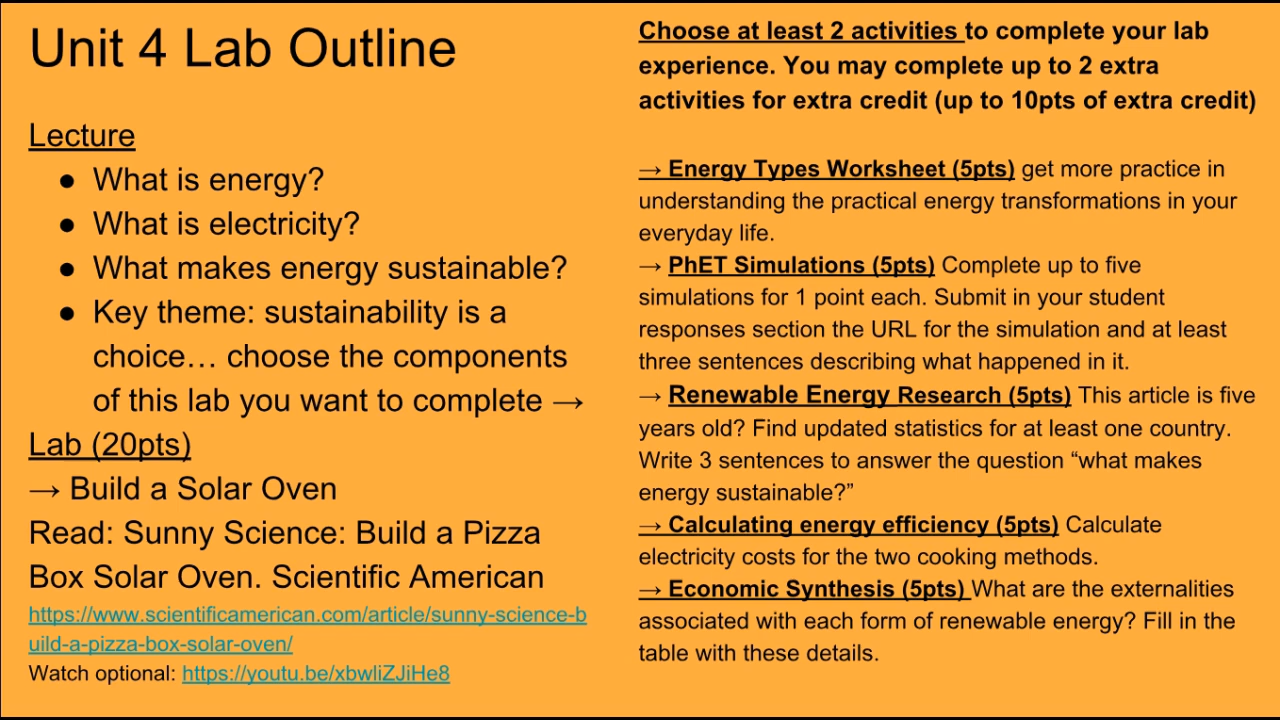 Unit 4 Lab Outline
Lecture
● What is energy?
● What is electricity?
● What makes energy sustainable?
● Key theme: sustainability is a
choice… choose the components
of this lab you want to complete →
Lab (20pts)
→ Build a Solar Oven
Read: Sunny Science: Build a Pizza
Box Solar Oven. Scientific American
https://www.scientificamerican.com/article/sunny-science-b
uild-a-pizza-box-solar-oven/
Watch optional: https://youtu.be/xbwliZJiHe8
Choose at least 2 activities to complete your lab
experience. You may complete up to 2 extra
activities for extra credit (up to 10pts of extra credit)
→ Energy Types Worksheet (5pts) get more practice in
understanding the practical energy transformations in your
everyday life.
→ PhET Simulations (5pts) Complete up to five
simulations for 1 point each. Submit in your student
responses section the URL for the simulation and at least
three sentences describing what happened in it.
→ Renewable Energy Research (5pts) This article is five
years old? Find updated statistics for at least one country.
Write 3 sentences to answer the question “what makes
energy sustainable?”
→ Calculating energy efficiency (5pts) Calculate
electricity costs for the two cooking methods.
→ Economic Synthesis (5pts) What are the externalities
associated with each form of renewable energy? Fill in the
table with these details.